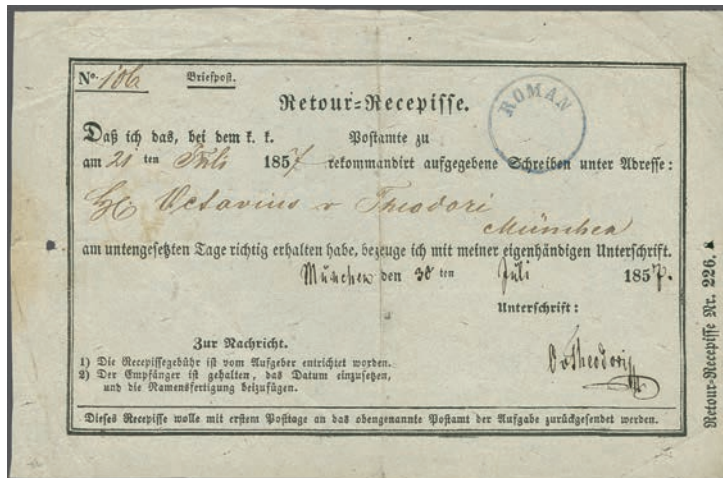 No. 106
Briefpost.
Retour-Recepisse.
ROMAN
Daß ich das, bei dem k. k. Postamte zu
am 21 ten Juli 1857 rekommandirt aufgegebene Schreiben unter Adresse:
Octavius v Theodori
München
am untengesetzten Tage richtig erhalten habe, bezeuge ich mit meiner eigenhändigen Unterschrift.
München den 30 ten Juli 1857.
Unterschrift:
OvTheodori
Zur Nachricht.
1) Die Recepissegebühr ist vom Aufgeber entrichtet worden.
2) Der Empfänger ist gehalten, das Datum einzusetzen,
und die Namensfertigung beizufügen.
Dieses Recepisse wolle mit erstem Posttage an das obengenannte Postamt der Aufgabe zurückgesendet werden.
Retour-Recepisse Nr. 226.